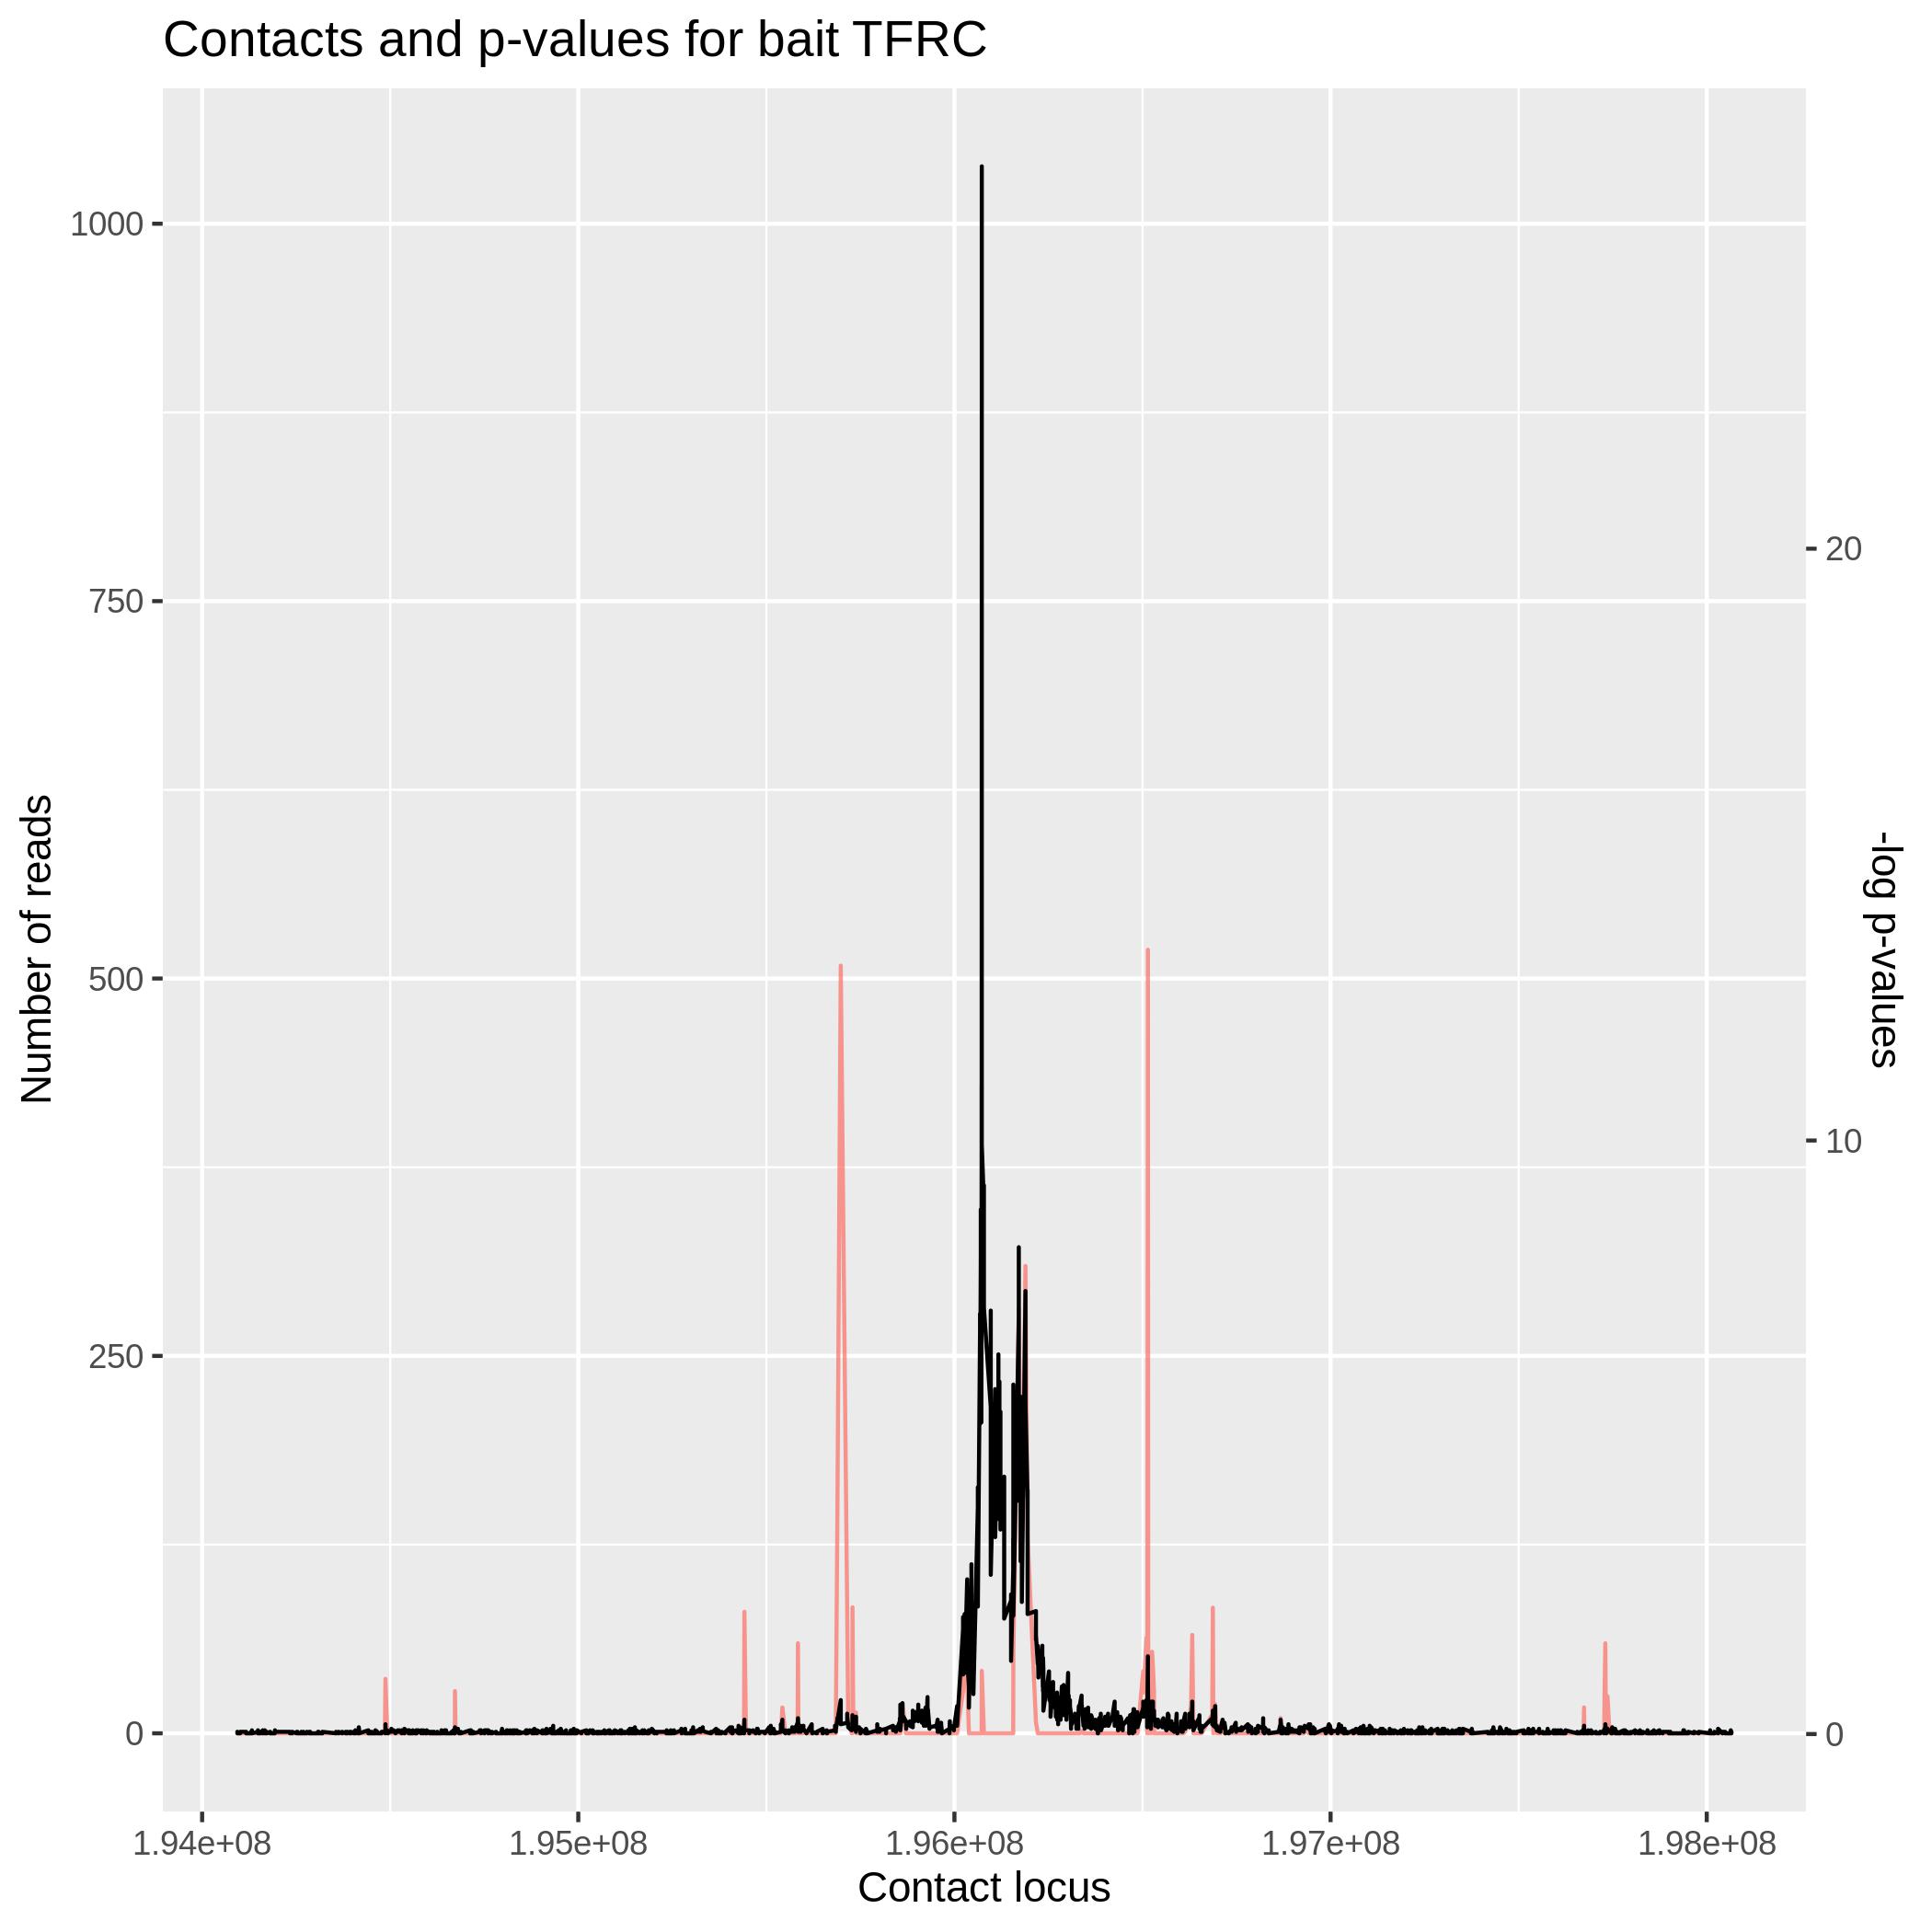 Contacts and p-values for bait TFRC
1000
750
500
250
0
Number of reads
20
10
0
-log p-values
1.94e+08
1.95e+08
1.96e+08
1.97e+08
1.98e+08
Contact locus